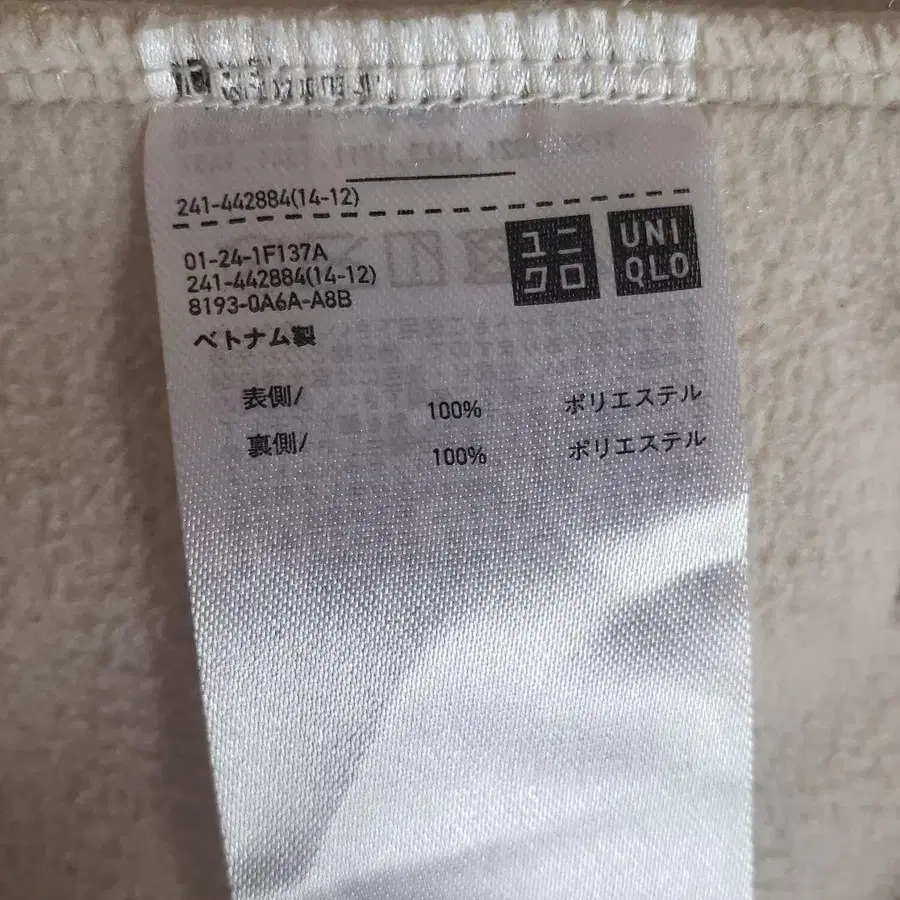 241-442884(14-12)
ユニ
クロ
UNI
QLO
01-24-1F137A
241-442884(14-12)
8193-0A6A-A8B
ベトナム製
表側/ 100% ポリエステル
裏側/ 100% ポリエステル